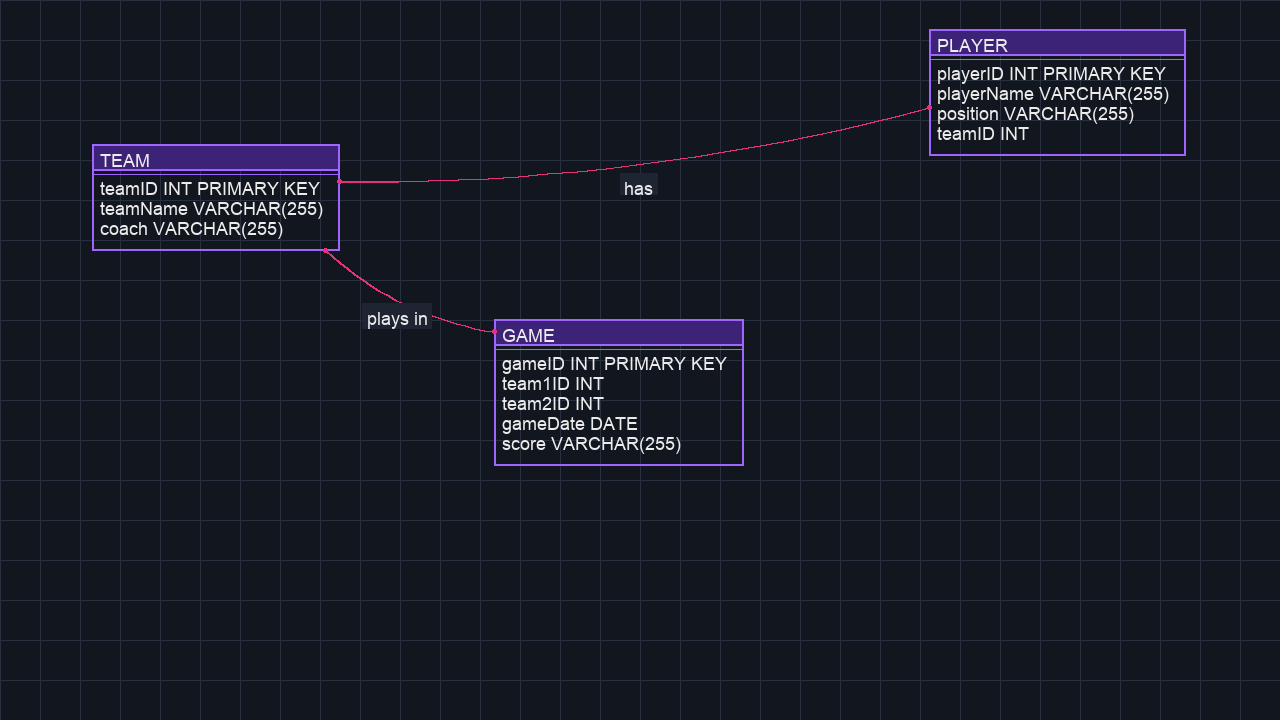 PLAYER
playerID INT PRIMARY KEY
playerName VARCHAR(255)
position VARCHAR(255)
teamID INT
TEAM
teamID INT PRIMARY KEY
teamName VARCHAR(255)
coach VARCHAR(255)
has
plays in
GAME
gameID INT PRIMARY KEY
team1ID INT
team2ID INT
gameDate DATE
score VARCHAR(255)